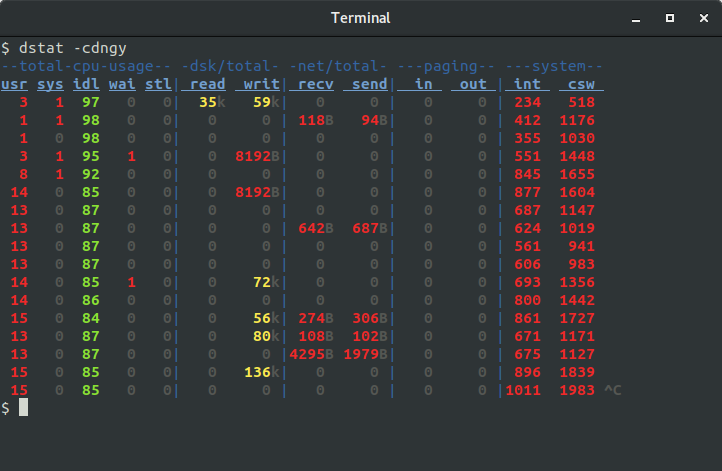 Terminal
$ dstat -cdngy
--total-cpu-usage-- -dsk/total- -net/total- ---paging-- ---system--
usr sys idl wai stl| read  writ| recv  send|  in   out | int   csw
  3   1  97   0   0|  35k   59k|   0     0 |   0     0 | 234   518
  1   1  98   0   0|   0     0 | 118B   94B|   0     0 | 412  1176
  1   0  98   0   0|   0     0 |   0     0 |   0     0 | 355  1030
  3   1  95   1   0|   0  8192B|   0     0 |   0     0 | 551  1448
  8   1  92   0   0|   0     0 |   0     0 |   0     0 | 845  1655
 14   0  85   0   0|   0  8192B|   0     0 |   0     0 | 877  1604
 13   0  87   0   0|   0     0 |   0     0 |   0     0 | 687  1147
 13   0  87   0   0|   0     0 | 642B  687B|   0     0 | 624  1019
 13   0  87   0   0|   0     0 |   0     0 |   0     0 | 561   941
 13   0  87   0   0|   0     0 |   0     0 |   0     0 | 606   983
 14   0  85   1   0|   0    72k|   0     0 |   0     0 | 693  1356
 14   0  86   0   0|   0     0 |   0     0 |   0     0 | 800  1442
 15   0  84   0   0|   0    56k| 274B  306B|   0     0 | 861  1727
 13   0  87   0   0|   0    80k| 108B  102B|   0     0 | 671  1171
 13   0  87   0   0|   0     0 |4295B 1979B|   0     0 | 675  1127
 15   0  85   0   0|   0   136k|   0     0 |   0     0 | 896  1839
 15   0  85   0   0|   0     0 |   0     0 |   0     0 |1011  1983 ^C
$